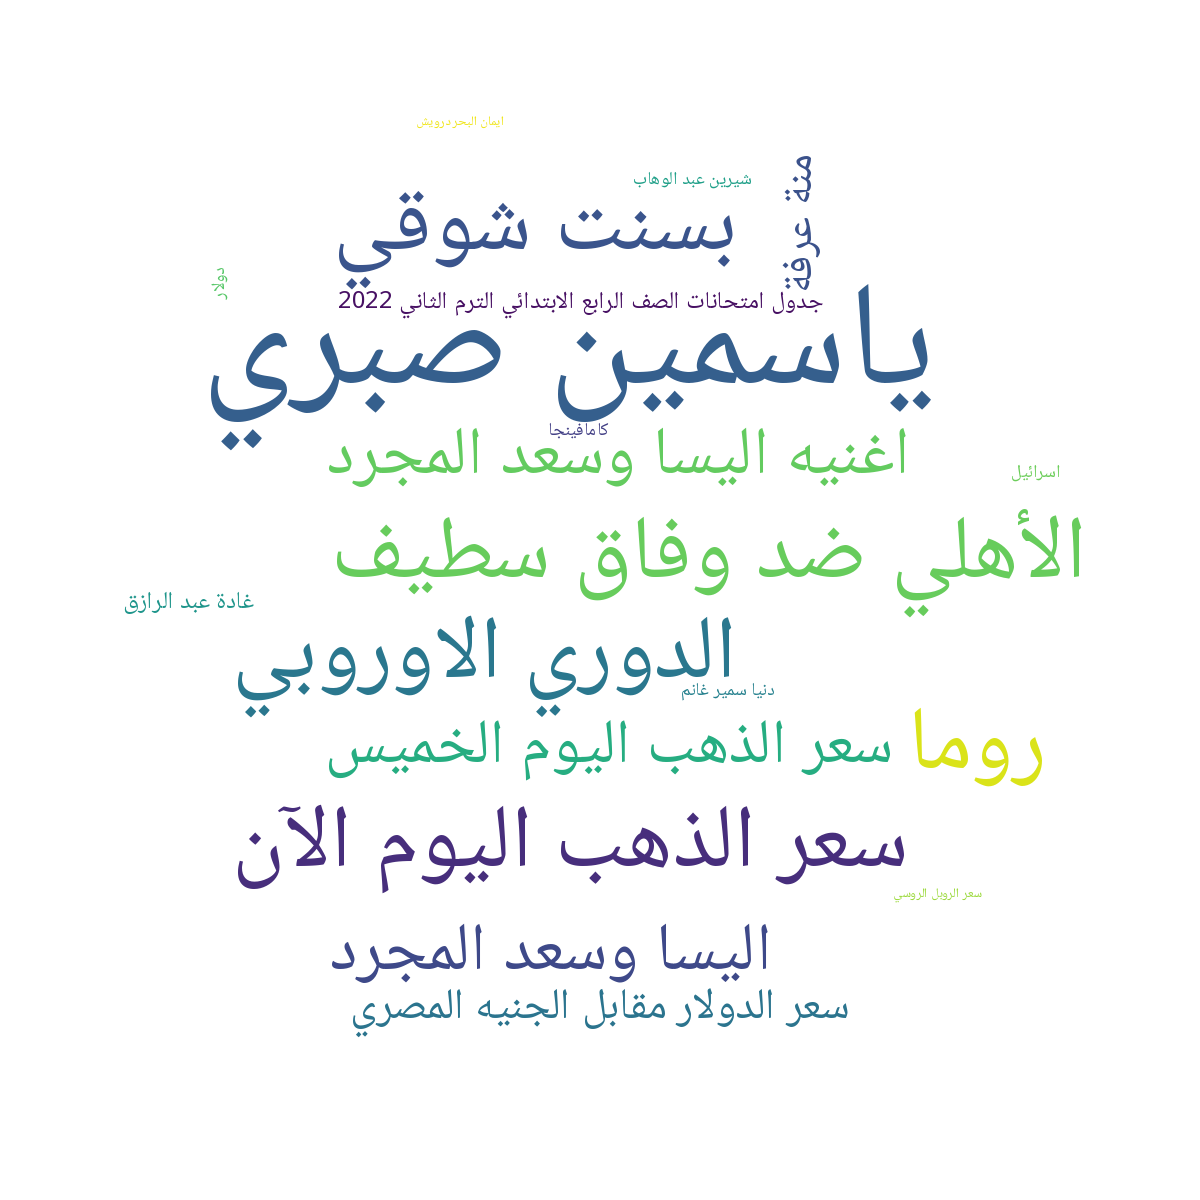 ايمان البحر درويش
شيرين عبد الوهاب
منة عرفة
بسنت شوقي
دولار
جدول امتحانات الصف الرابع الابتدائي الترم الثاني 2022
ياسمين صبري
كامافينجا
اغنيه اليسا وسعد المجرد
اسرائيل
الأهلي ضد وفاق سطيف
غادة عبد الرازق
الدوري الاوروبي
دنيا سمير غانم
روما
سعر الذهب اليوم الخميس
سعر الذهب اليوم الآن
سعر الروبل الروسي
اليسا وسعد المجرد
سعر الدولار مقابل الجنيه المصري